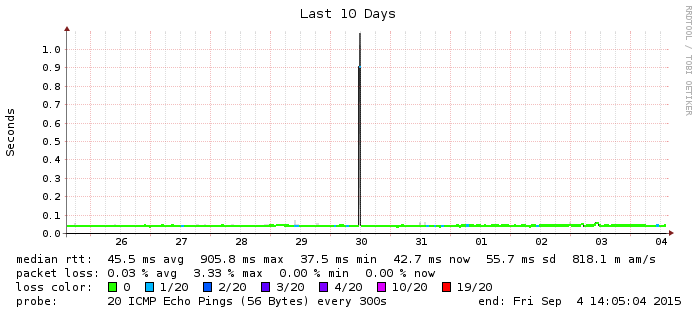 Last 10 Days
RRDTOOL / TOBI OETIKER
Seconds
1.0
0.9
0.8
0.7
0.6
0.5
0.4
0.3
0.2
0.1
0.0
26 27 28 29 30 31 01 02 03 04
median rtt: 45.5 ms avg 905.8 ms max 37.5 ms min 42.7 ms now 55.7 ms sd 818.1 m am/s
packet loss: 0.03 % avg 3.33 % max 0.00 % min 0.00 % now
loss color: 0 1/20 2/20 3/20 4/20 10/20 19/20
probe: 20 ICMP Echo Pings (56 Bytes) every 300s end: Fri Sep 4 14:05:04 2015